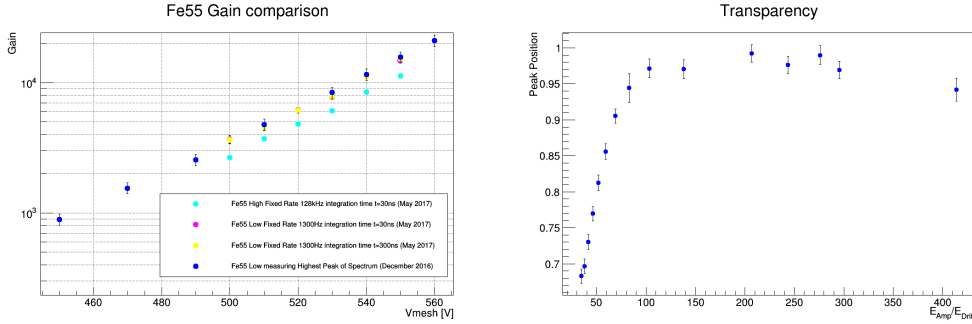 Fe55 Gain comparison
Gain
10^4
10^3
Fe55 High Fixed Rate 128kHz integration time t=30ns (May 2017)
Fe55 Low Fixed Rate 1300Hz integration time t=30ns (May 2017)
Fe55 Low Fixed Rate 1300Hz integration time t=300ns (May 2017)
Fe55 Low measuring Highest Peak of Spectrum (December 2016)
460 480 500 520 540 560
Vmesh [V]
Transparency
Peak Position
1
0.95
0.9
0.85
0.8
0.75
0.7
50 100 150 200 250 300 350 400
E_Amp/E_Drift